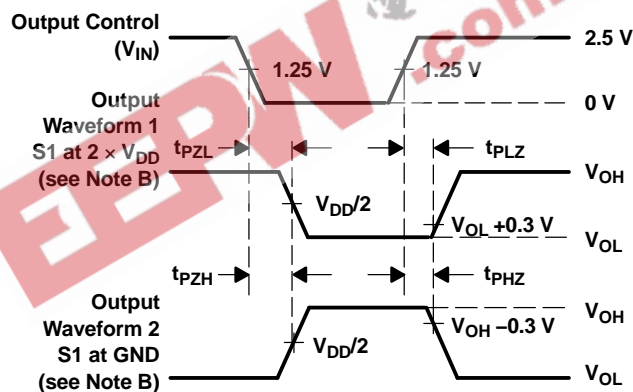 Output Control
(VIN)
2.5 V
1.25 V
1.25 V
0 V
Output
Waveform 1
S1 at 2 × VDD
(see Note B)
tPZL
tPLZ
VOH
VDD/2
VOL +0.3 V
VOL
tPZH
tPHZ
Output
Waveform 2
S1 at GND
(see Note B)
VOH
VOH −0.3 V
VDD/2
VOL
EEPW.com